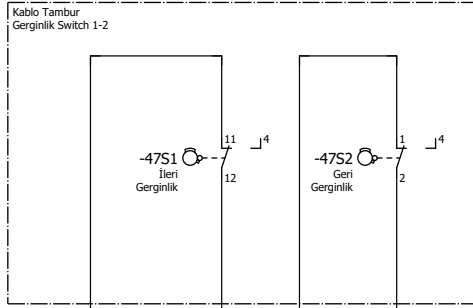 Kablo Tambur
Gerginlik Switch 1-2
11
4
-47S1
İleri
Gerginlik
12
1
4
-47S2
Geri
Gerginlik
2